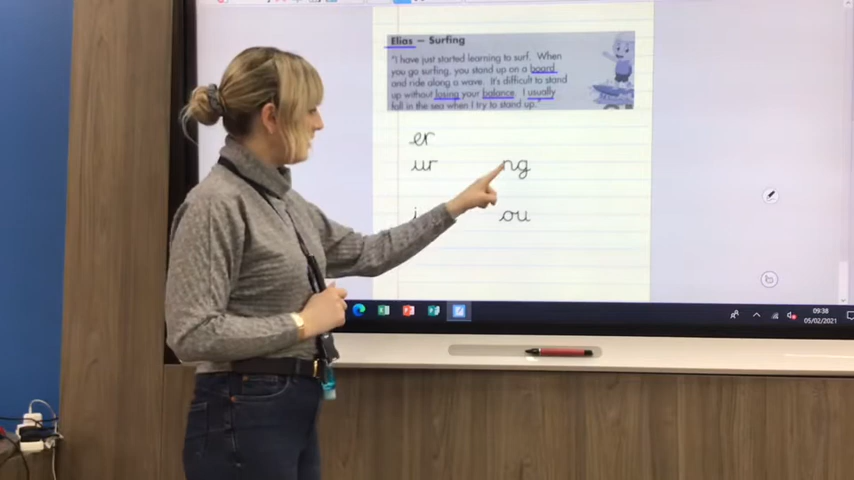 Elias – Surfing
"I have just started learning to surf. When
you go surfing, you stand up on a board
and ride along a wave. It's difficult to stand
up without losing your balance. I usually
fall in the sea when I try to stand up."
er
ur ng
i ou
09:38
05/02/2021